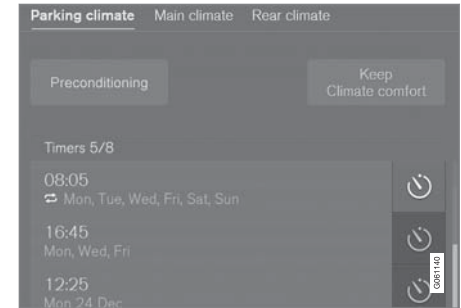 Parking climate Main climate Rear climate
Preconditioning
Keep
Climate comfort
Timers 5/8
08:05
Mon, Tue, Wed, Fri, Sat, Sun
16:45
Mon, Wed, Fri
12:25
Mon 24 Dec
G061140